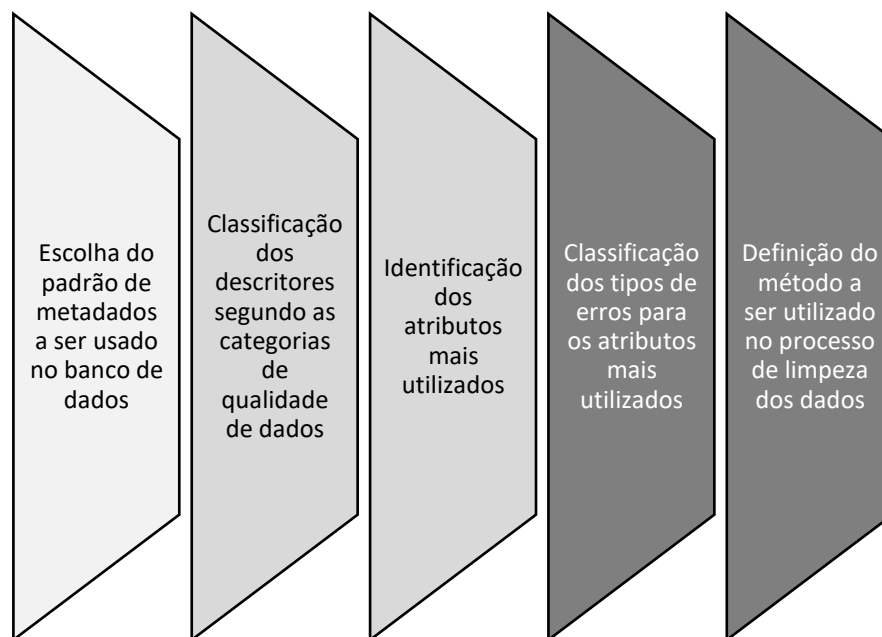 Escolha do
padrão de
metadados
a ser usado
no banco de
dados
Classificação
dos
descritores
segundo as
categorias
de
qualidade
de dados
Identificação
dos
atributos
mais
utilizados
Classificação
dos tipos de
erros para
os atributos
mais
utilizados
Definição do
método a
ser utilizado
no processo
de limpeza
dos dados